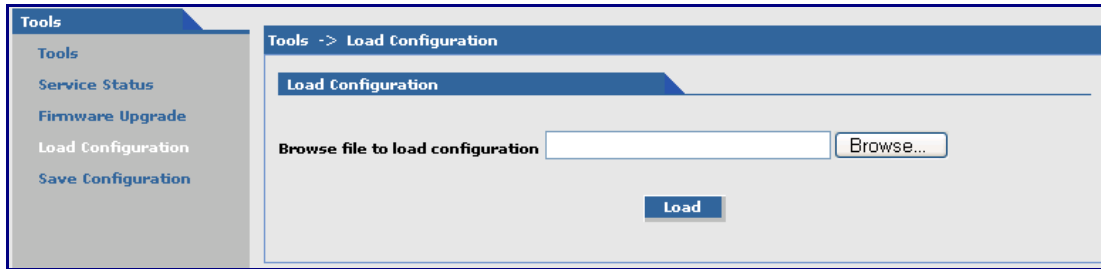 Tools
Tools
Service Status
Firmware Upgrade
Load Configuration
Save Configuration
Tools -> Load Configuration
Load Configuration
Browse file to load configuration Browse...
Load